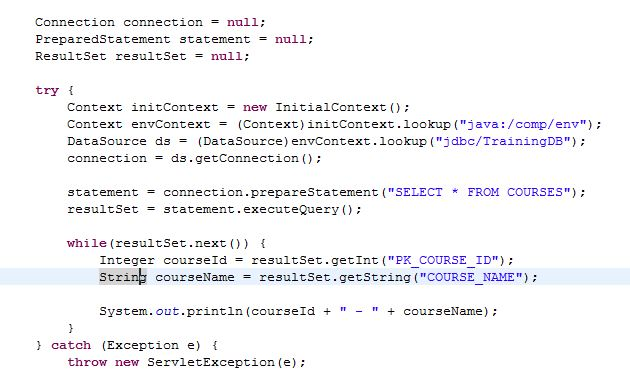 Connection connection = null;
PreparedStatement statement = null;
ResultSet resultSet = null;
try {
Context initContext = new InitialContext();
Context envContext = (Context)initContext.lookup("java:/comp/env");
DataSource ds = (DataSource)envContext.lookup("jdbc/TrainingDB");
connection = ds.getConnection();
statement = connection.prepareStatement("SELECT * FROM COURSES");
resultSet = statement.executeQuery();
while(resultSet.next()) {
Integer courseId = resultSet.getInt("PK_COURSE_ID");
String courseName = resultSet.getString("COURSE_NAME");
System.out.println(courseId + " - " + courseName);
}
} catch (Exception e) {
throw new ServletException(e);